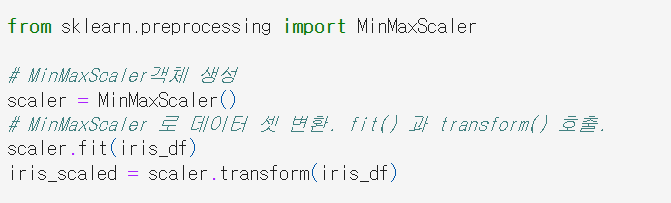 from sklearn.preprocessing import MinMaxScaler
# MinMaxScaler객체 생성
scaler = MinMaxScaler()
# MinMaxScaler 로 데이터 셋 변환. fit() 과 transform() 호출.
scaler.fit(iris_df)
iris_scaled = scaler.transform(iris_df)